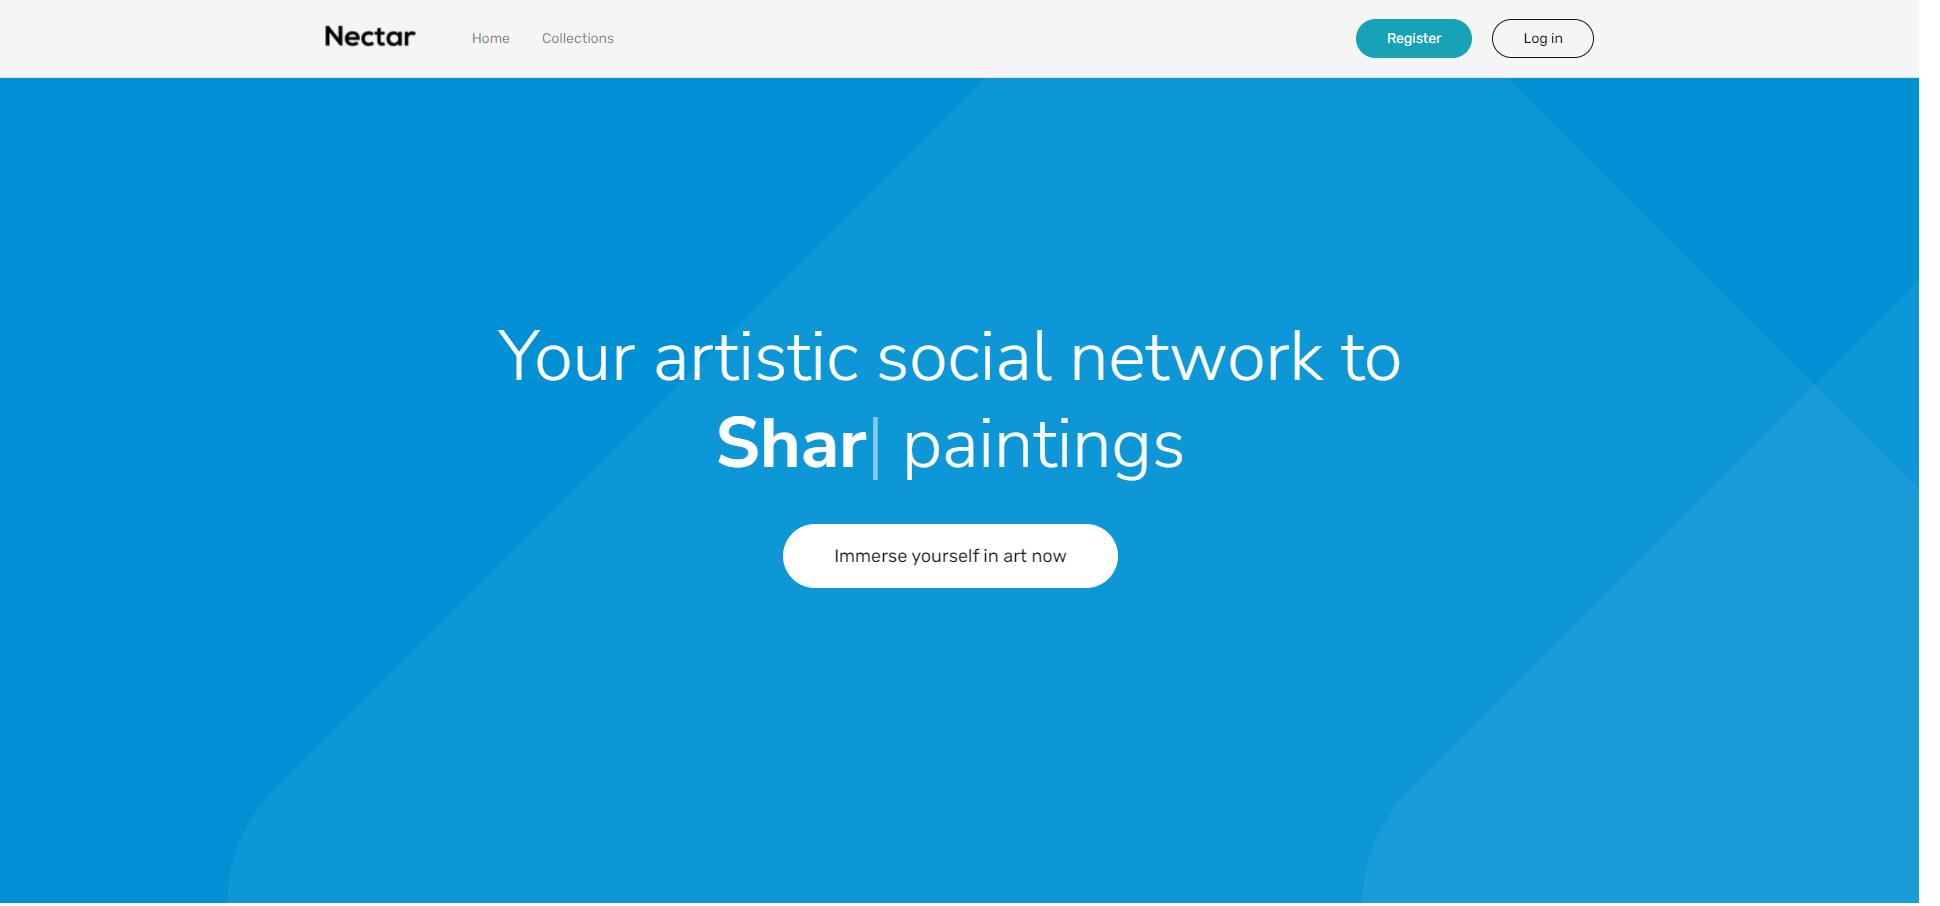 Nectar Home Collections Register Log in
Your artistic social network to
Shar| paintings
Immerse yourself in art now